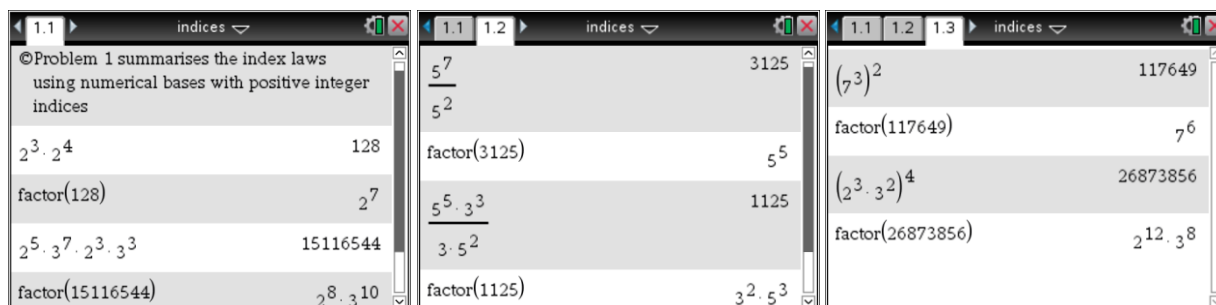 1.1 indices
©Problem 1 summarises the index laws
using numerical bases with positive integer
indices
2^3·2^4 128
factor(128) 2^7
2^5·3^7·2^3·3^3 15116544
factor(15116544) 2^8·3^10
1.1 1.2 indices
5^7/5^2 3125
factor(3125) 5^5
5^5·3^3/3·5^2 1125
factor(1125) 3^2·5^3
1.1 1.2 1.3 indices
(7^3)^2 117649
factor(117649) 7^6
(2^3·3^2)^4 26873856
factor(26873856) 2^12·3^8